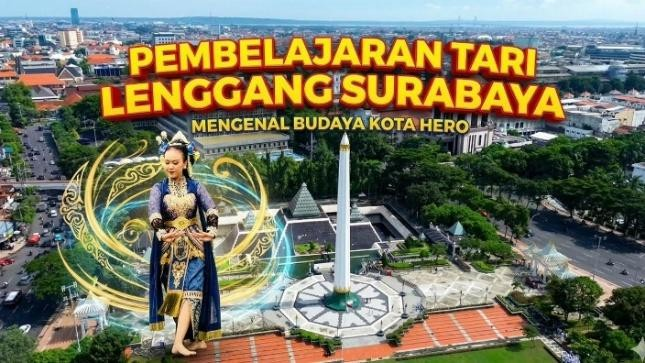 PEMBELAJARAN TARI
LENGGANG SURABAYA
MENGENAL BUDAYA KOTA HERO